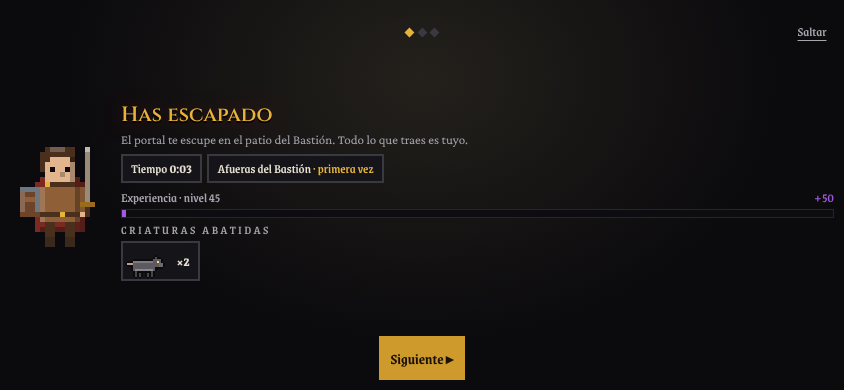 Saltar
Has escapado
El portal te escupe en el patio del Bastión. Todo lo que traes es tuyo.
Tiempo 0:03
Afueras del Bastión · primera vez
Experiencia · nivel 45
+50
CRIATURAS ABATIDAS
×2
Siguiente ▶